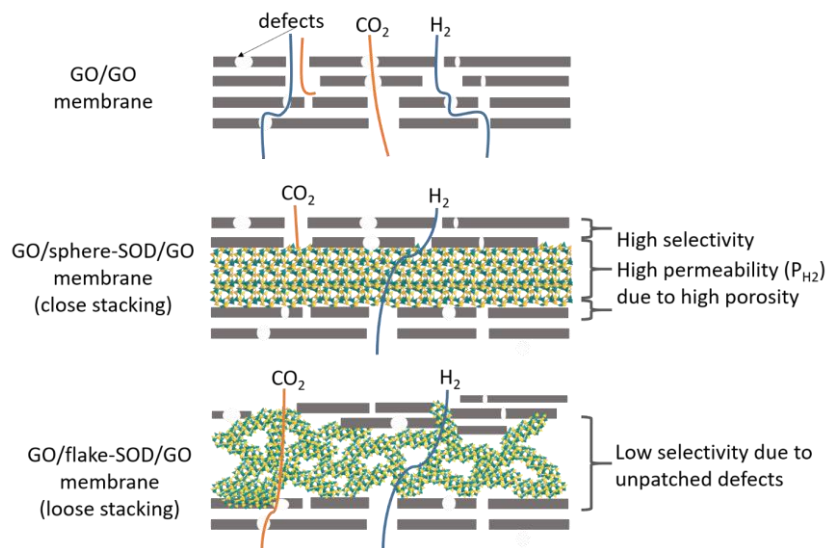 defects
CO₂
H₂
GO/GO
membrane
CO₂
H₂
GO/sphere-SOD/GO
membrane
(close stacking)
High selectivity
High permeability (P_H2)
due to high porosity
CO₂
H₂
GO/flake-SOD/GO
membrane
(loose stacking)
Low selectivity due to
unpatched defects